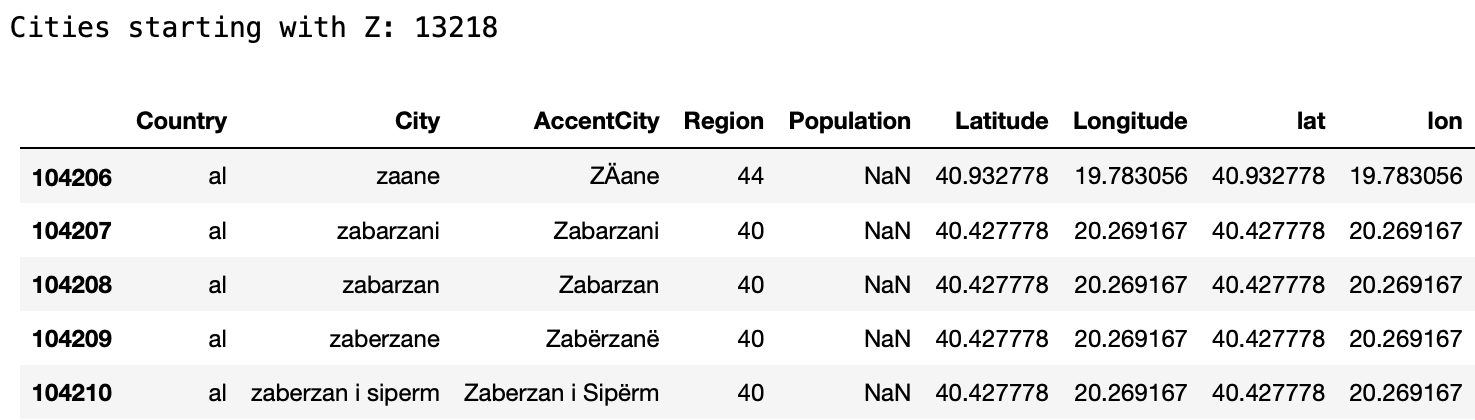 Cities starting with Z: 13218
Country City AccentCity Region Population Latitude Longitude lat lon
104206 al zaane ZÄane 44 NaN 40.932778 19.783056 40.932778 19.783056
104207 al zabarzani Zabarzani 40 NaN 40.427778 20.269167 40.427778 20.269167
104208 al zabarzan Zabarzan 40 NaN 40.427778 20.269167 40.427778 20.269167
104209 al zaberzane Zabërzanë 40 NaN 40.427778 20.269167 40.427778 20.269167
104210 al zaberzan i siperm Zaberzan i Sipërm 40 NaN 40.427778 20.269167 40.427778 20.269167